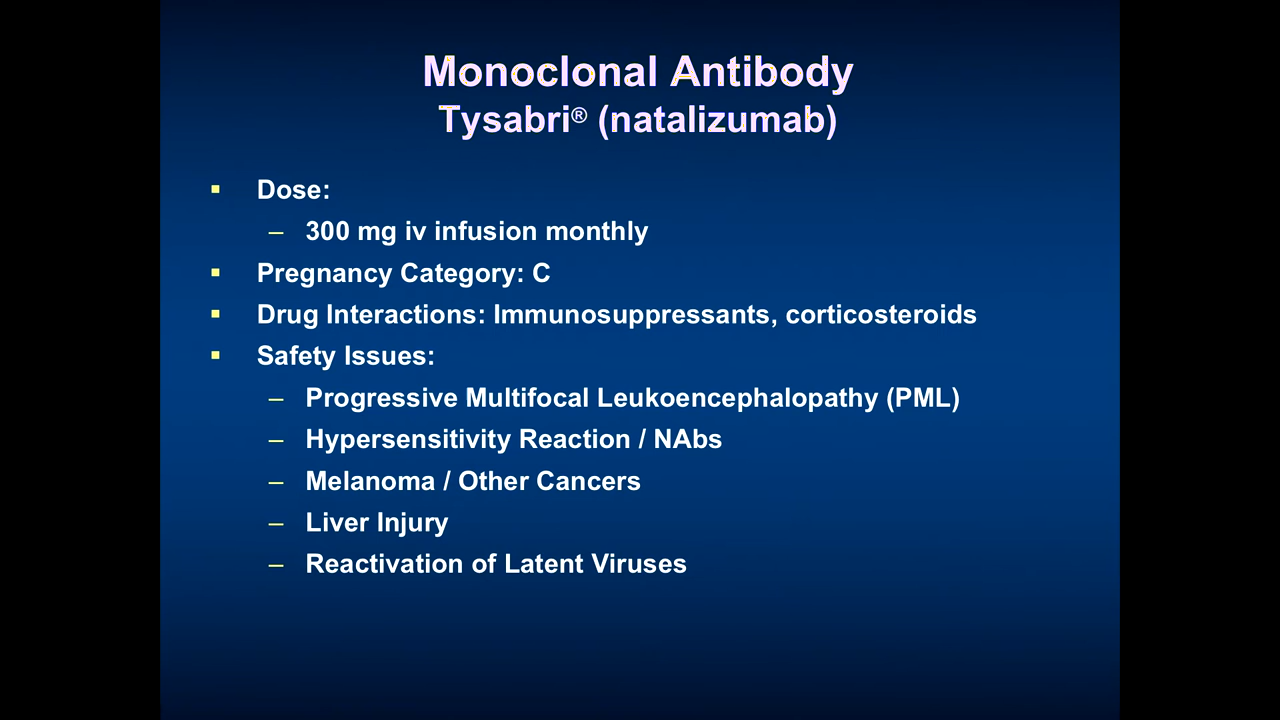 Monoclonal Antibody
Tysabri® (natalizumab)
▪ Dose:
– 300 mg iv infusion monthly
▪ Pregnancy Category: C
▪ Drug Interactions: Immunosuppressants, corticosteroids
▪ Safety Issues:
– Progressive Multifocal Leukoencephalopathy (PML)
– Hypersensitivity Reaction / NAbs
– Melanoma / Other Cancers
– Liver Injury
– Reactivation of Latent Viruses